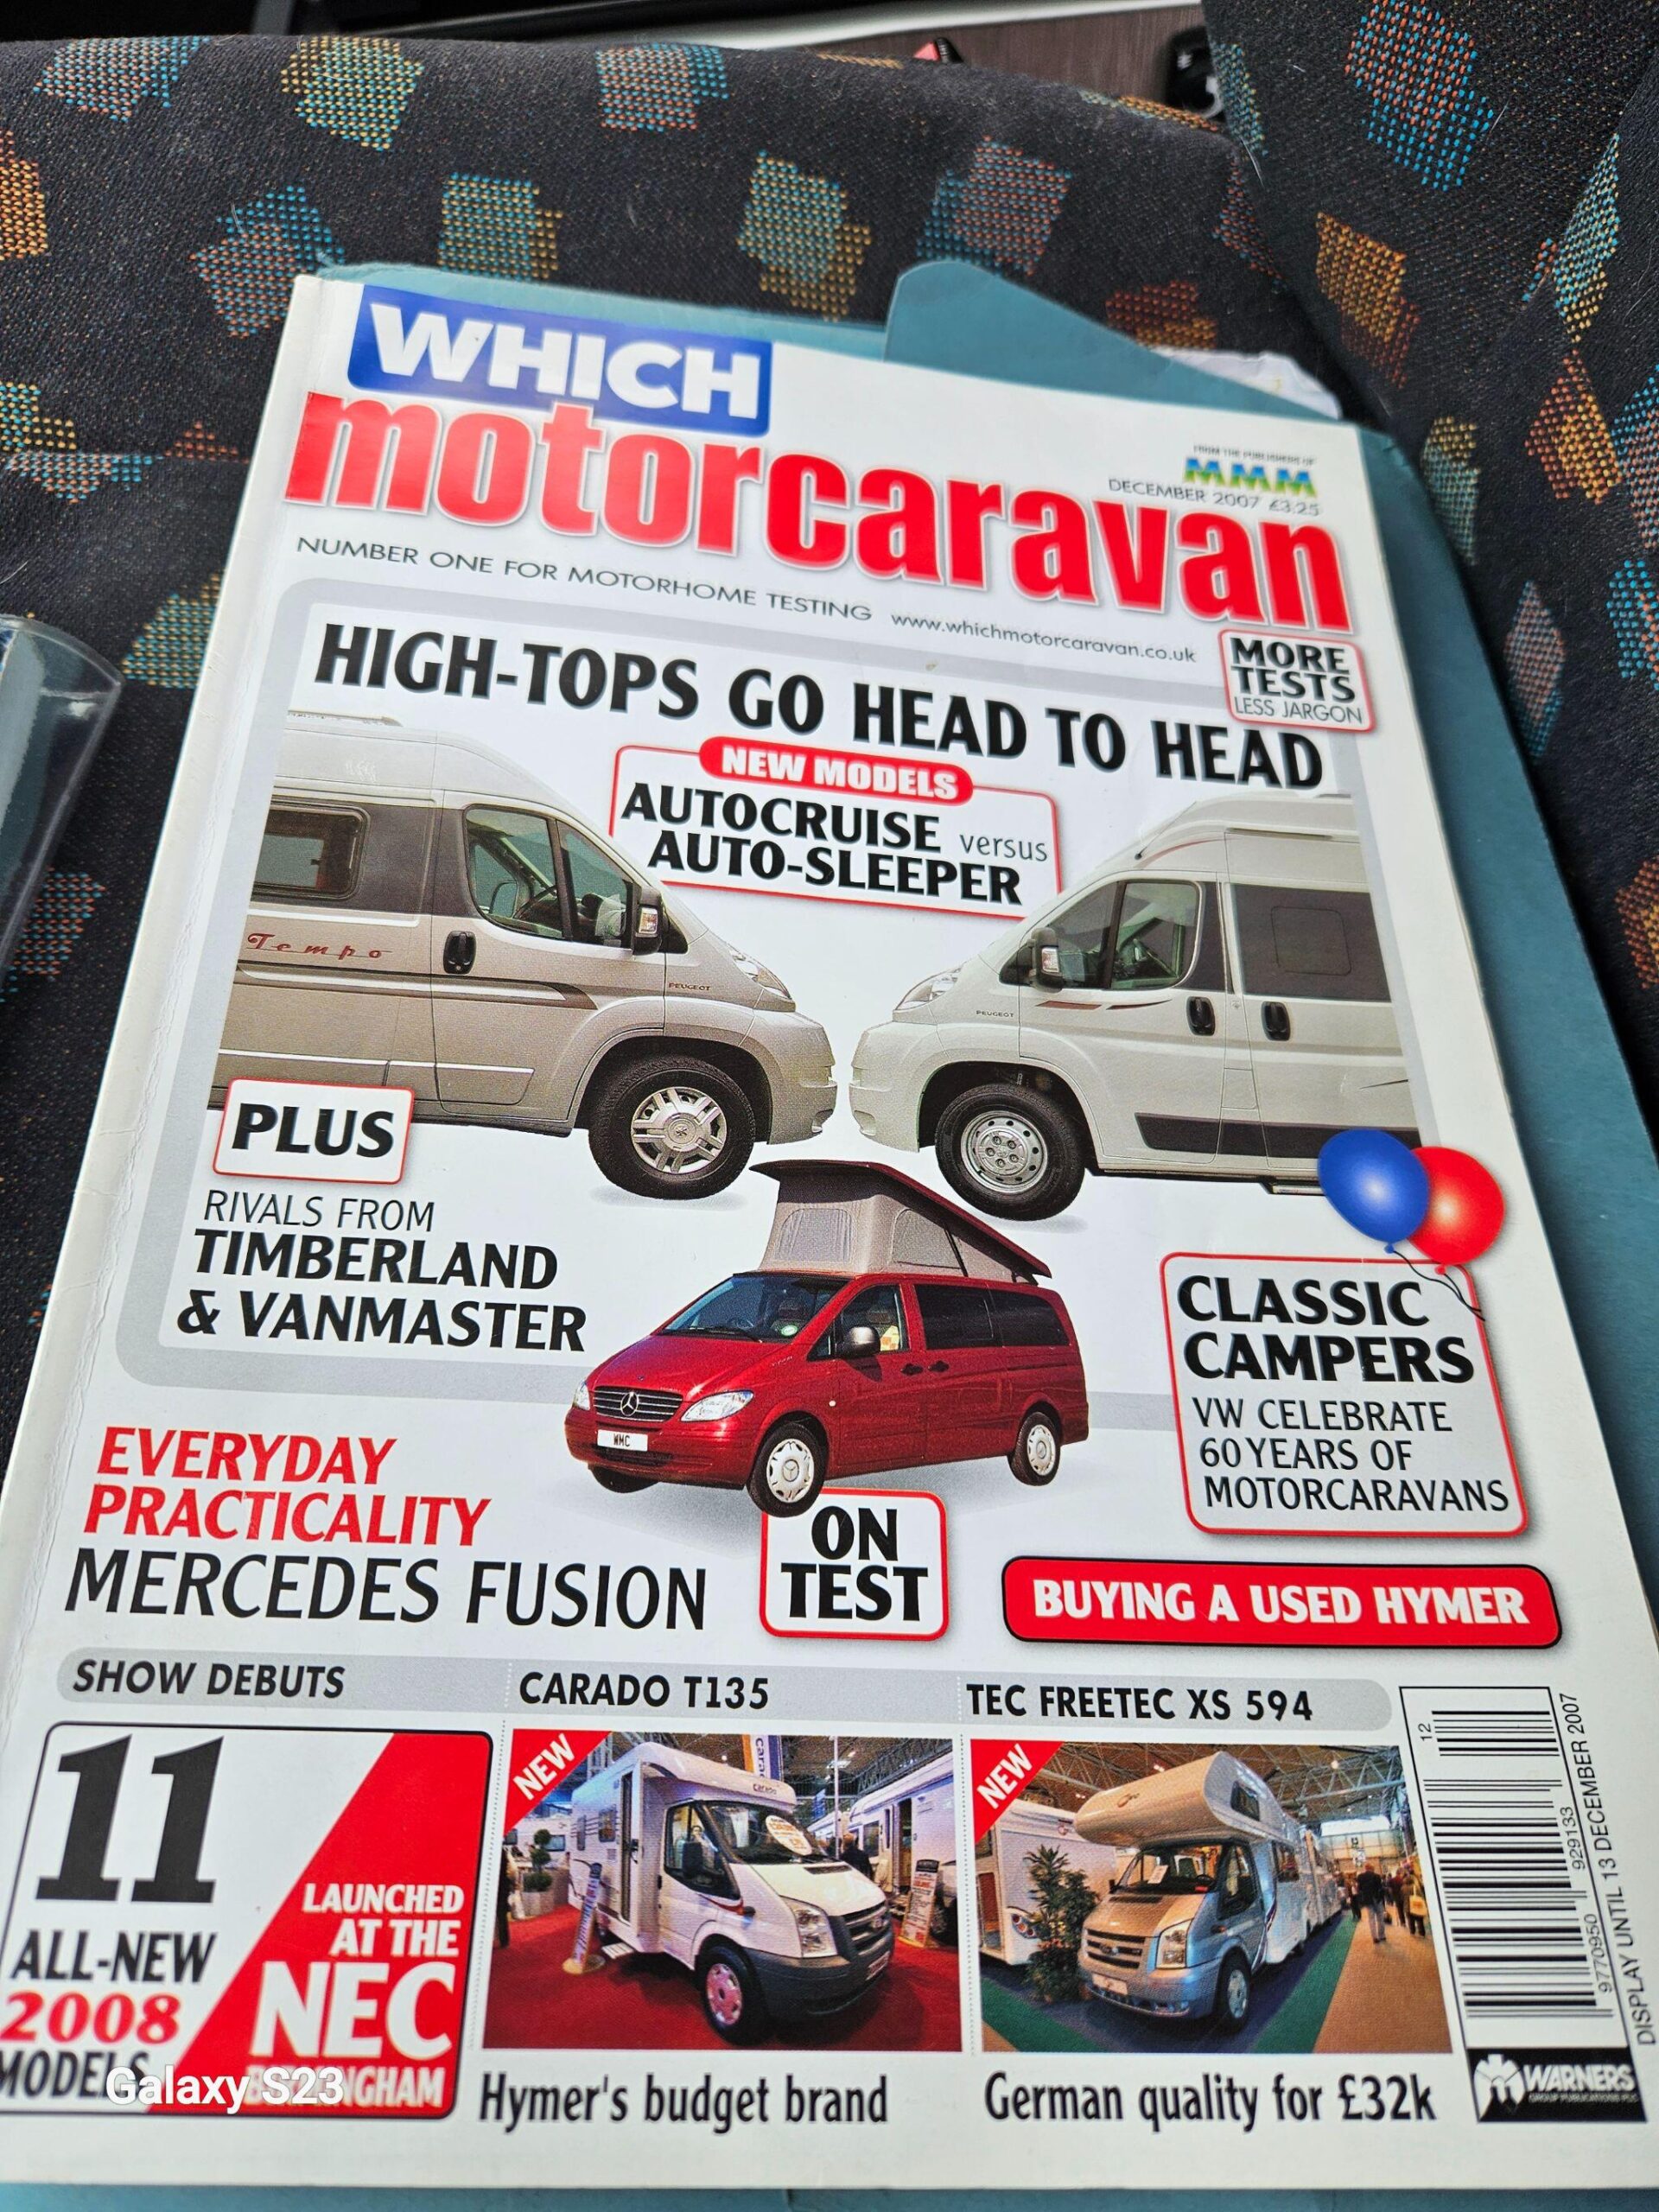 WHICH
motorcaravan
FROM THE PUBLISHERS OF
MMM
DECEMBER 2007 £3.25
NUMBER ONE FOR MOTORHOME TESTING www.whichmotorcaravan.co.uk
MORE
TESTS
LESS JARGON
HIGH-TOPS GO HEAD TO HEAD
NEW MODELS
AUTOCRUISE versus
AUTO-SLEEPER
Tempo
PEUGEOT
PEUGEOT
PLUS
RIVALS FROM
TIMBERLAND
& VANMASTER
WMC
CLASSIC
CAMPERS
VW CELEBRATE
60 YEARS OF
MOTORCARAVANS
EVERYDAY
PRACTICALITY
MERCEDES FUSION
ON
TEST
BUYING A USED HYMER
SHOW DEBUTS
11
ALL-NEW
2008
MODELS
LAUNCHED
AT THE
NEC
BIRMINGHAM
CARADO T135
NEW
carado
Hymer's budget brand
TEC FREETEC XS 594
NEW
German quality for £32k
12
9770950 929133
DISPLAY UNTIL 13 DECEMBER 2007
WARNERS
GROUP PUBLICATIONS PLC
Galaxy S23